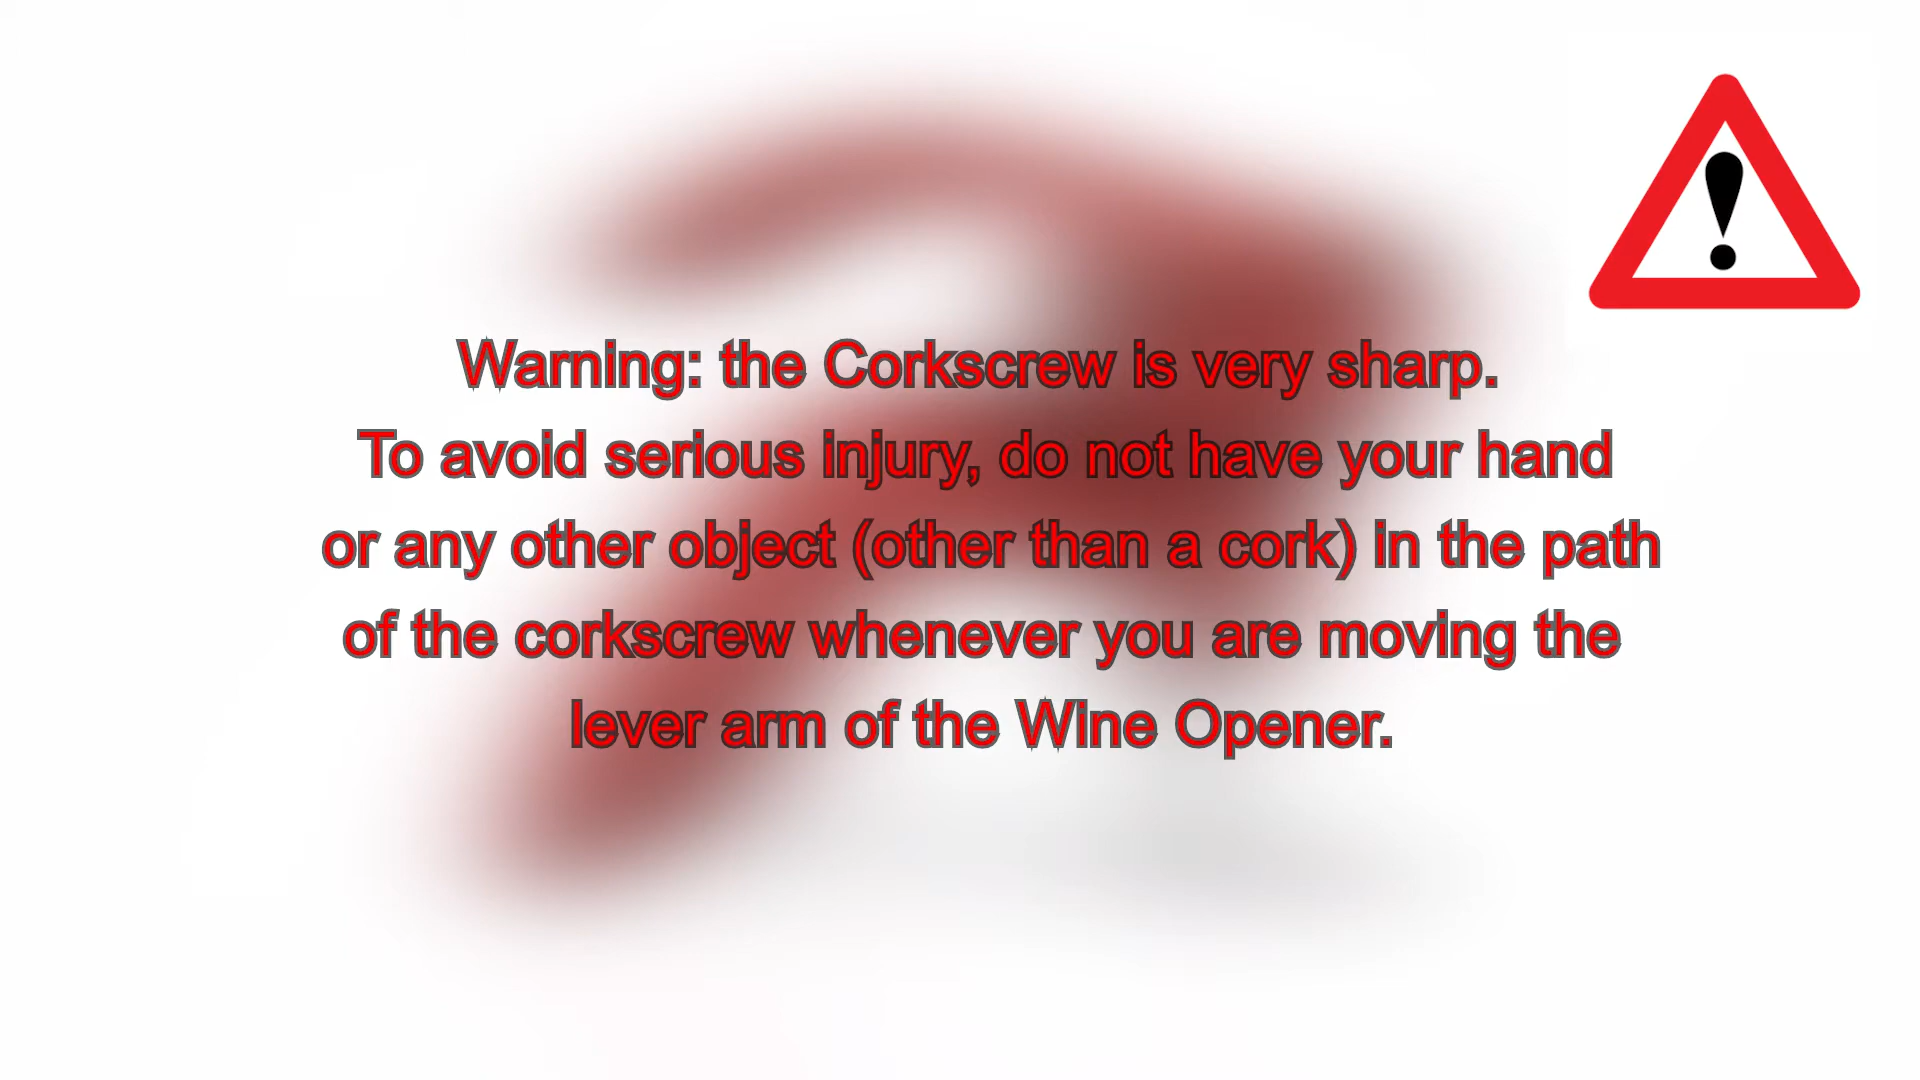 Warning: the Corkscrew is very sharp.
To avoid serious injury, do not have your hand
or any other object (other than a cork) in the path
of the corkscrew whenever you are moving the
lever arm of the Wine Opener.